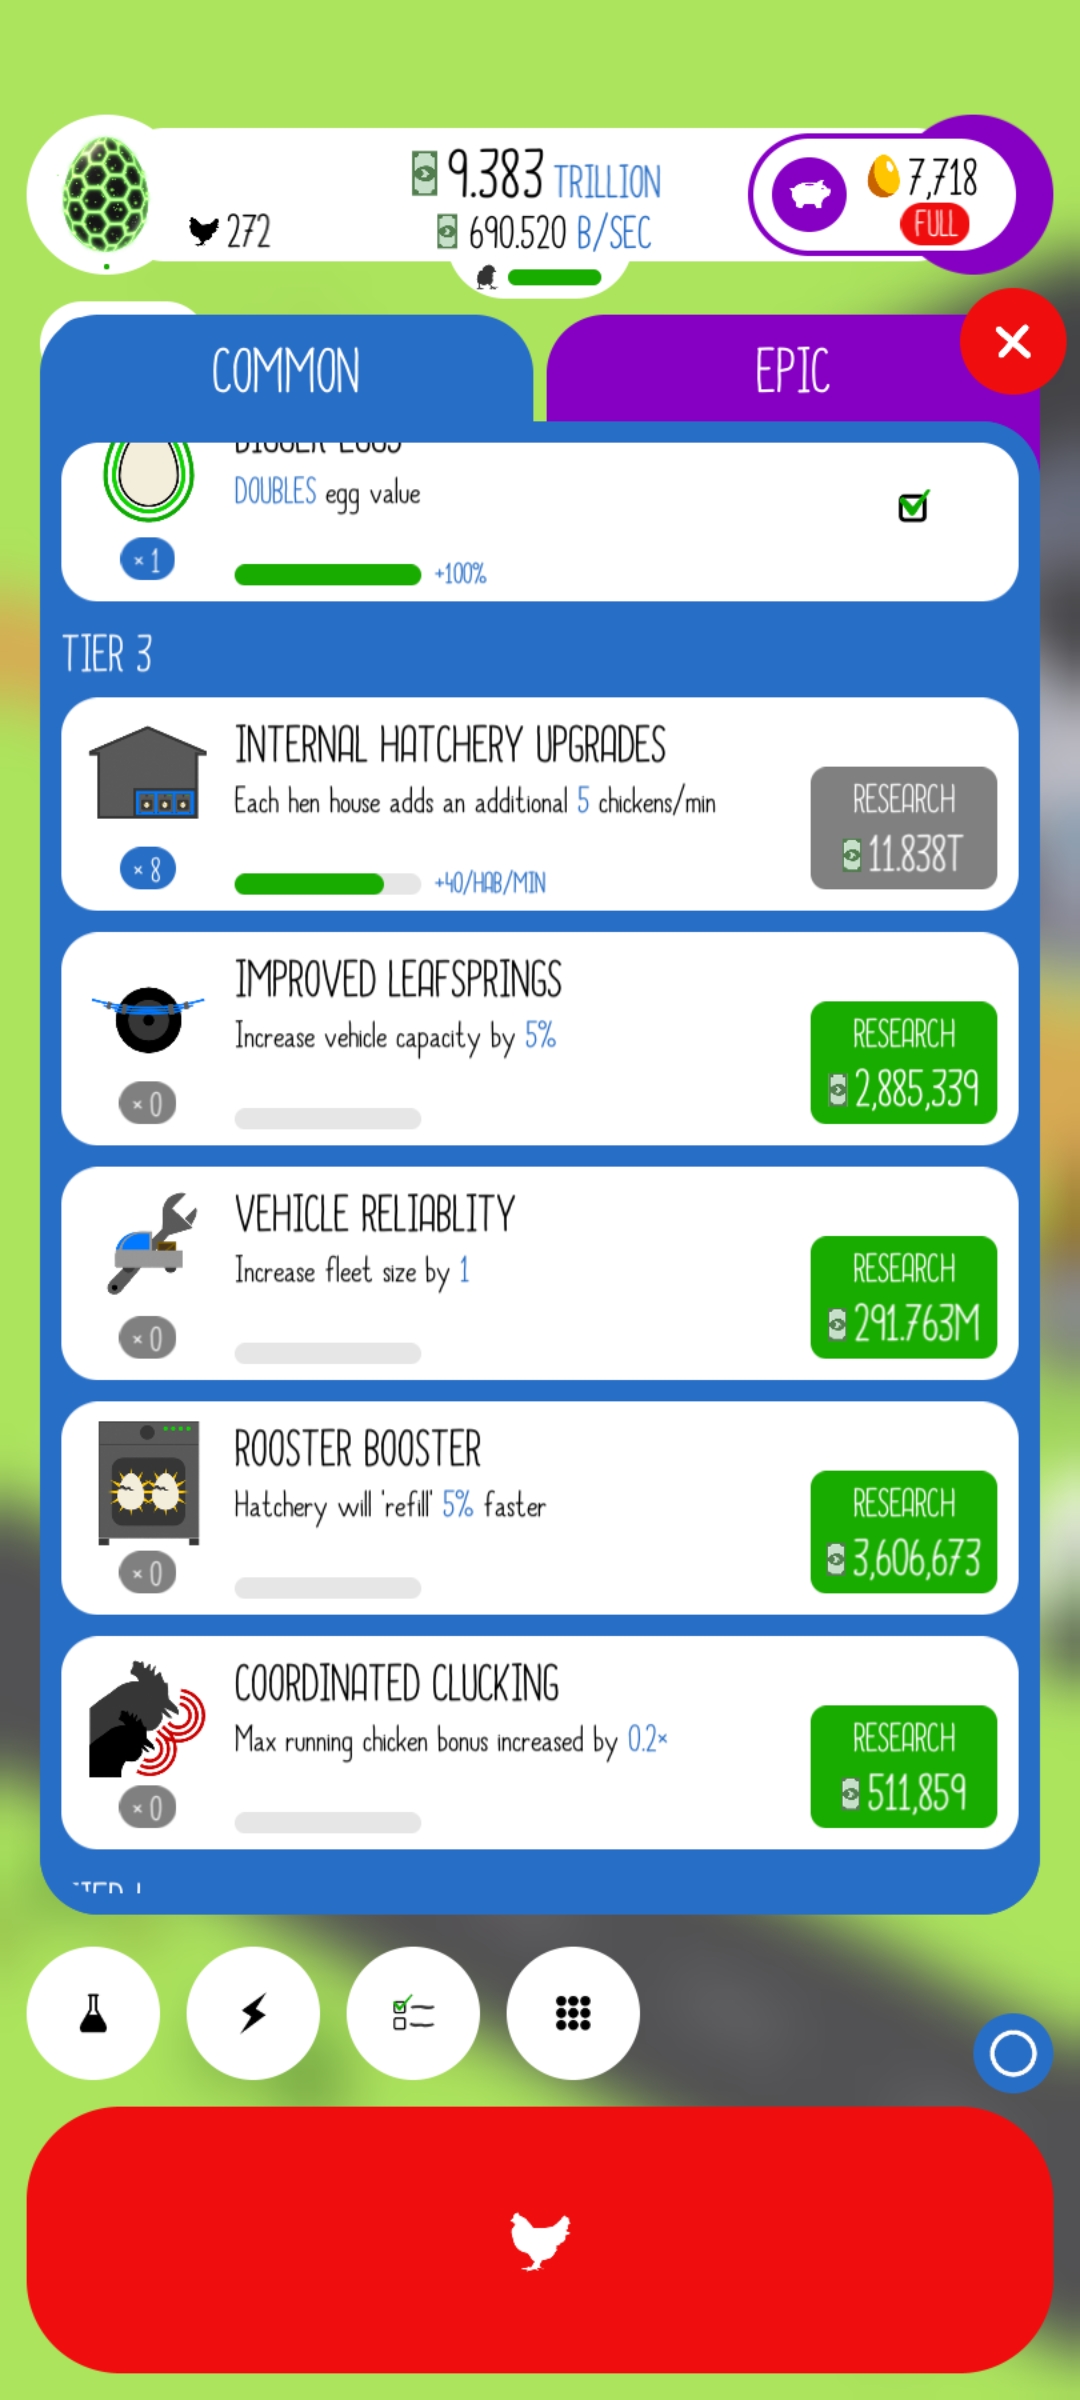 9.383 TRILLION
272
690.520 B/SEC
7,718
FULL
COMMON
EPIC
BIGGER EGGS
DOUBLES egg value
× 1
+100%
TIER 3
INTERNAL HATCHERY UPGRADES
Each hen house adds an additional 5 chickens/min
RESEARCH
11.838T
× 8
+40/HAB/MIN
IMPROVED LEAFSPRINGS
Increase vehicle capacity by 5%
RESEARCH
2,885,339
× 0
VEHICLE RELIABLITY
Increase fleet size by 1
RESEARCH
291.763M
× 0
ROOSTER BOOSTER
Hatchery will 'refill' 5% faster
RESEARCH
3,606,673
× 0
COORDINATED CLUCKING
Max running chicken bonus increased by 0.2×
RESEARCH
511,859
× 0